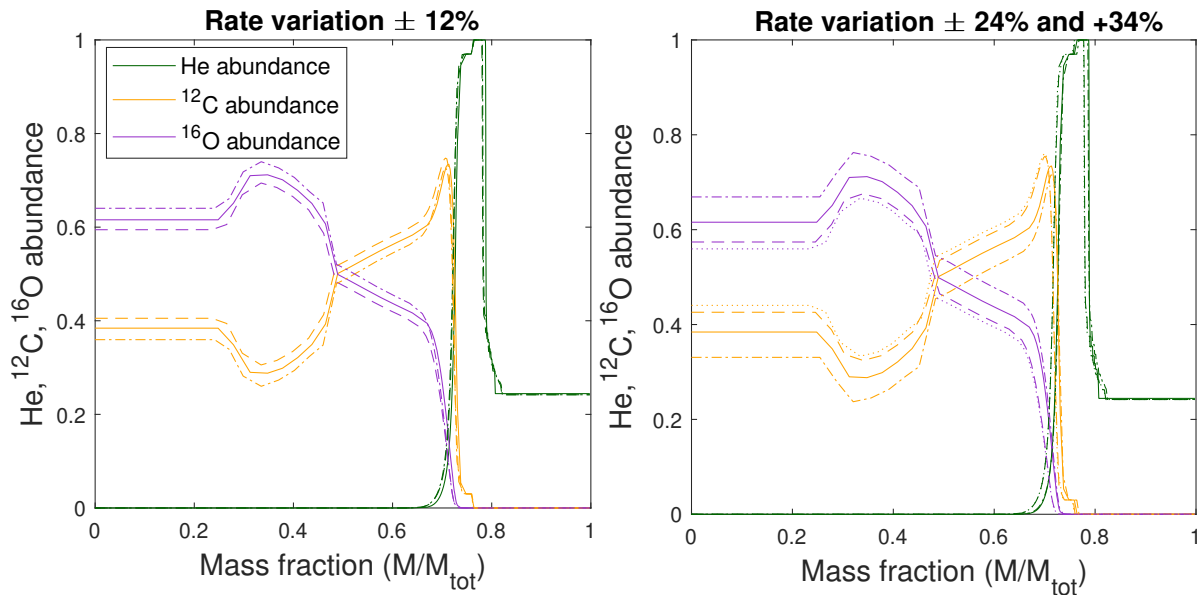 Rate variation ± 12%
He abundance
¹²C abundance
¹⁶O abundance
He, ¹²C, ¹⁶O abundance
1
0.8
0.6
0.4
0.2
0
0 0.2 0.4 0.6 0.8 1
Mass fraction (M/M_tot)
Rate variation ± 24% and +34%
He, ¹²C, ¹⁶O abundance
1
0.8
0.6
0.4
0.2
0
0 0.2 0.4 0.6 0.8 1
Mass fraction (M/M_tot)